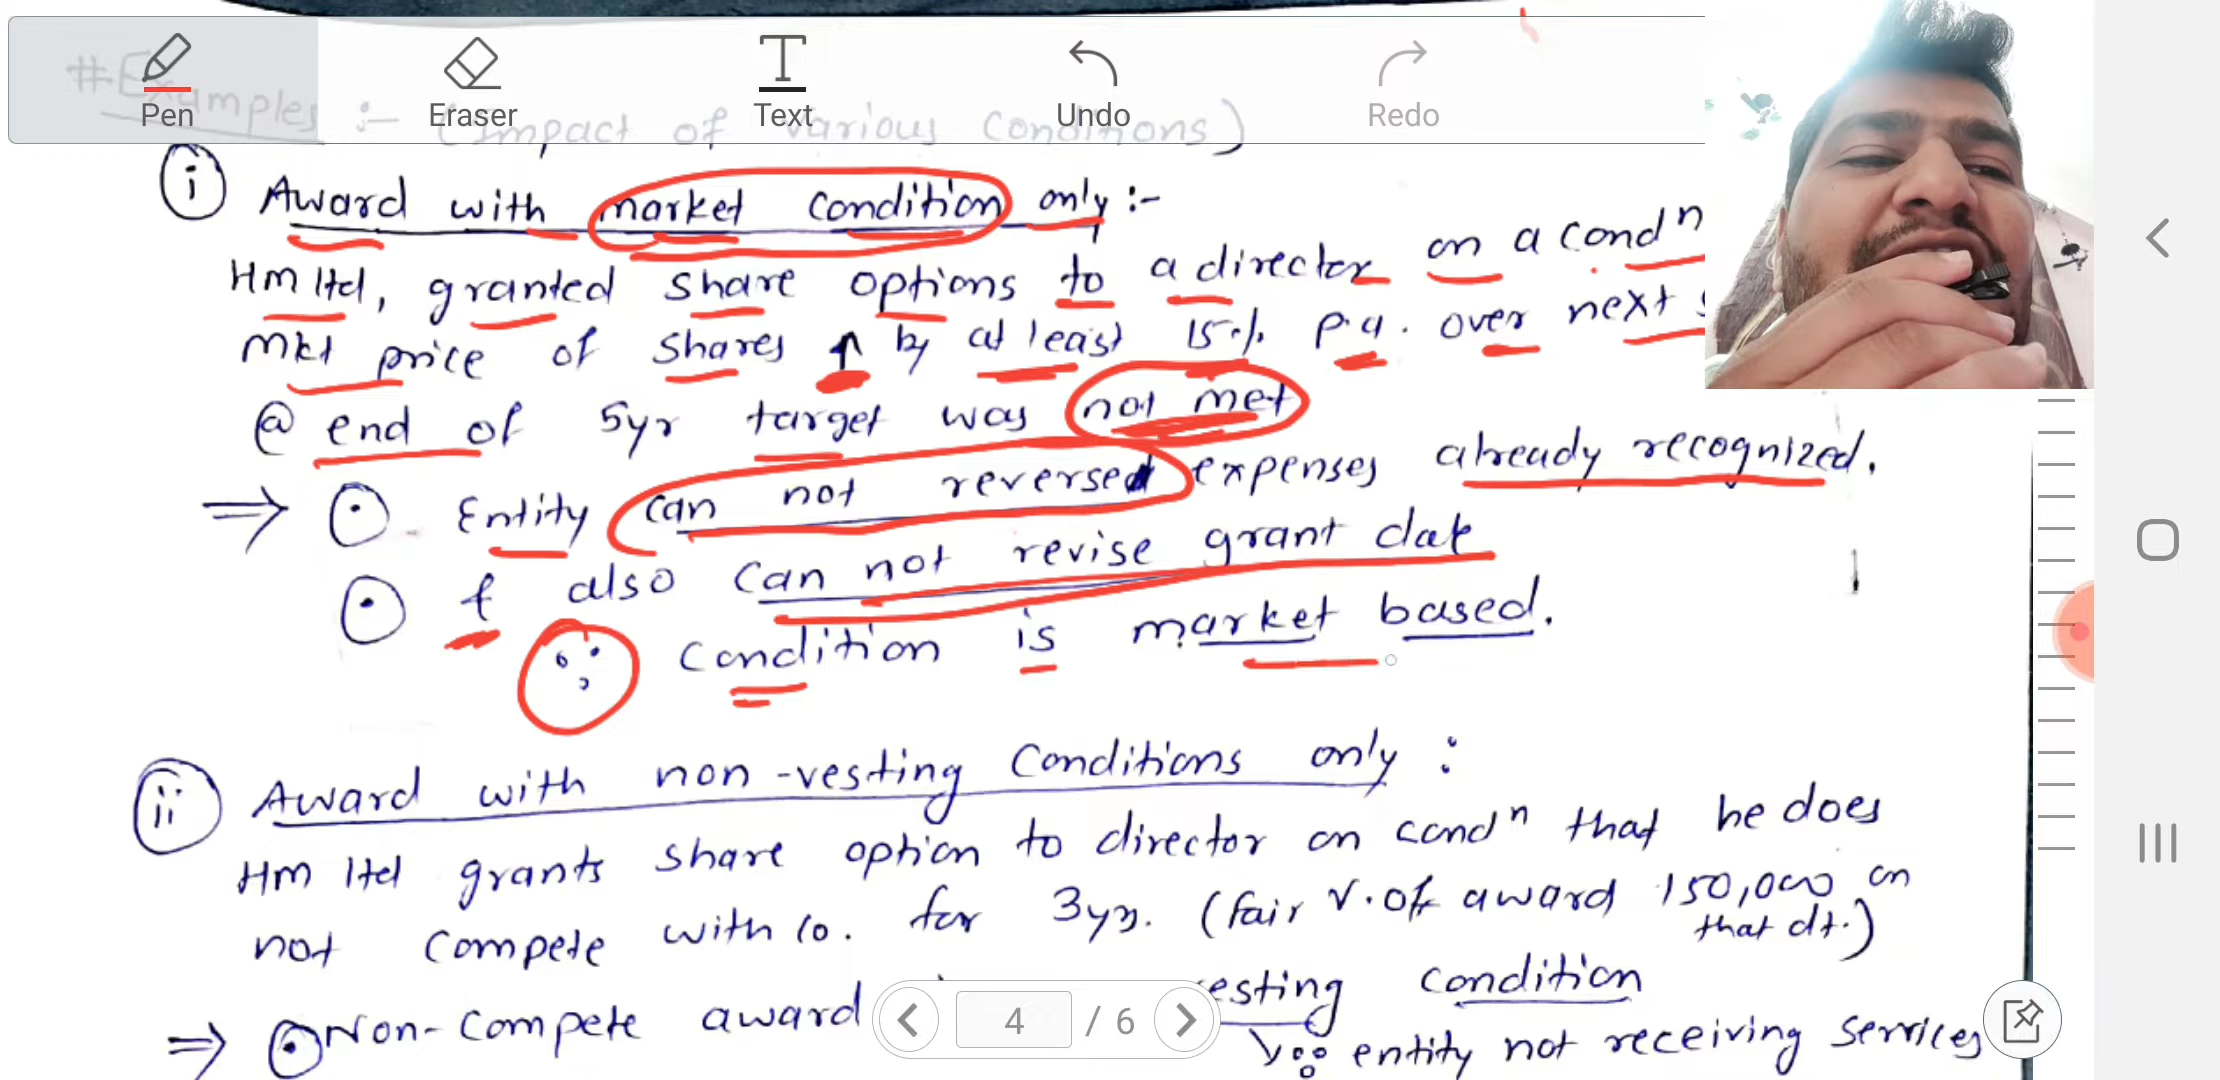 Pen
Eraser
Text
Undo
Redo
# Examples :- (Impact of Various Conditions)
(i) Award with market condition only :-
Hm ltd, granted share options to a director on a condn
mkt price of shares ↑ by at least 15% p.a. over next
@ end of 5yr target was not met
⇒ ⊙ Entity can not reversed expenses already recognized.
⊙ & also can not revise grant date
∵ condition is market based.
(ii) Award with non-vesting Conditions only :
Hm ltd grants share option to director on condn that he does
not compete with co. for 3yrs. (fair v. of award 150,000 on
that dt.)
⇒ ⊙ Non-Compete award esting condition
4 / 6
∵ entity not receiving services